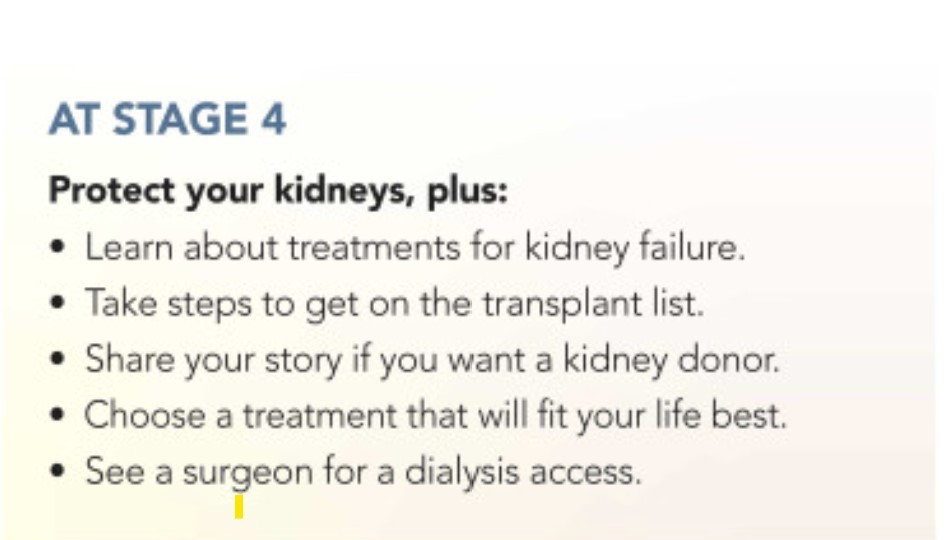 AT STAGE 4
Protect your kidneys, plus:
• Learn about treatments for kidney failure.
• Take steps to get on the transplant list.
• Share your story if you want a kidney donor.
• Choose a treatment that will fit your life best.
• See a surgeon for a dialysis access.